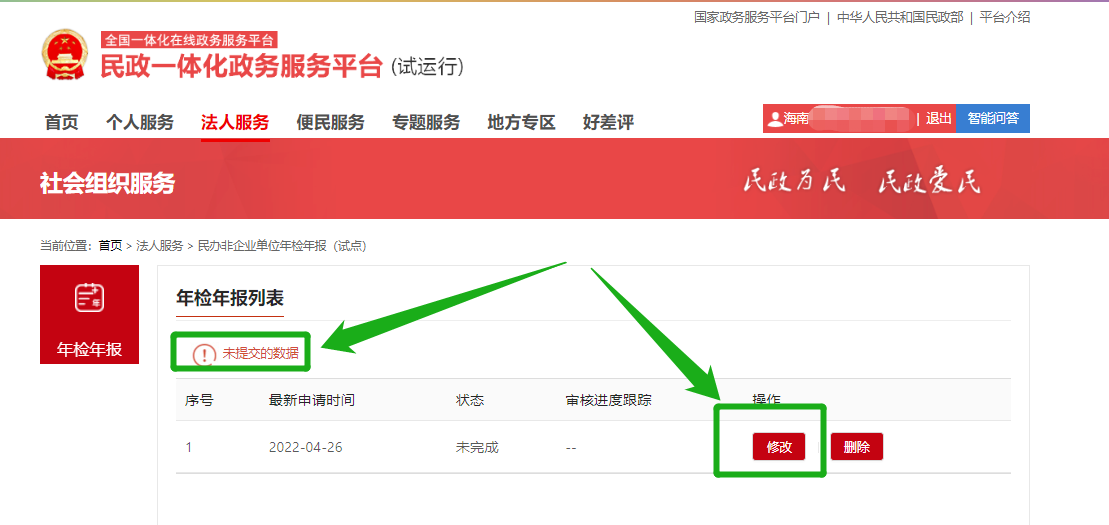 国家政务服务平台门户 | 中华人民共和国民政部 | 平台介绍
全国一体化在线政务服务平台
民政一体化政务服务平台 (试运行)
首页 个人服务 法人服务 便民服务 专题服务 地方专区 好差评
海南 | 退出 智能问答
社会组织服务
民政为民 民政爱民
当前位置: 首页 > 法人服务 > 民办非企业单位年检年报（试点）
年检年报
年检年报列表
未提交的数据
序号 最新申请时间 状态 审核进度跟踪 操作
1 2022-04-26 未完成 -- 修改 删除